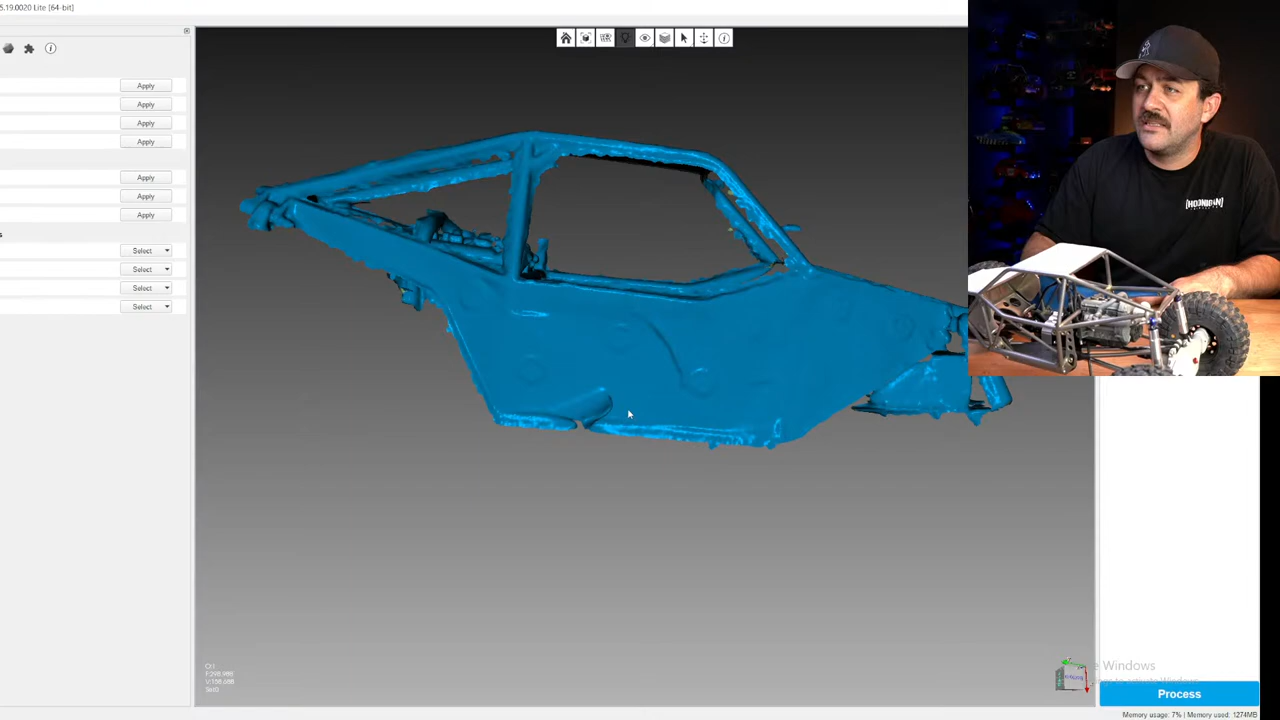 5.19.0020 Lite [64-bit]
Apply
Apply
Apply
Apply
Apply
Apply
Apply
s
Select
Select
Select
Select
HOONIGAN
e Windows
Process
Memory usage: 7% | Memory used: 1274MB